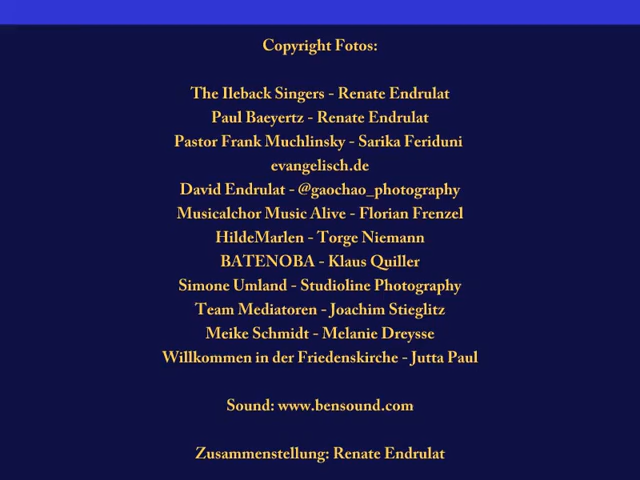 Copyright Fotos:
The Ileback Singers - Renate Endrulat
Paul Baeyertz - Renate Endrulat
Pastor Frank Muchlinsky - Sarika Feriduni
evangelisch.de
David Endrulat - @gaochao_photography
Musicalchor Music Alive - Florian Frenzel
HildeMarlen - Torge Niemann
BATENOBA - Klaus Quiller
Simone Umland - Studioline Photography
Team Mediatoren - Joachim Stieglitz
Meike Schmidt - Melanie Dreysse
Willkommen in der Friedenskirche - Jutta Paul
Sound: www.bensound.com
Zusammenstellung: Renate Endrulat